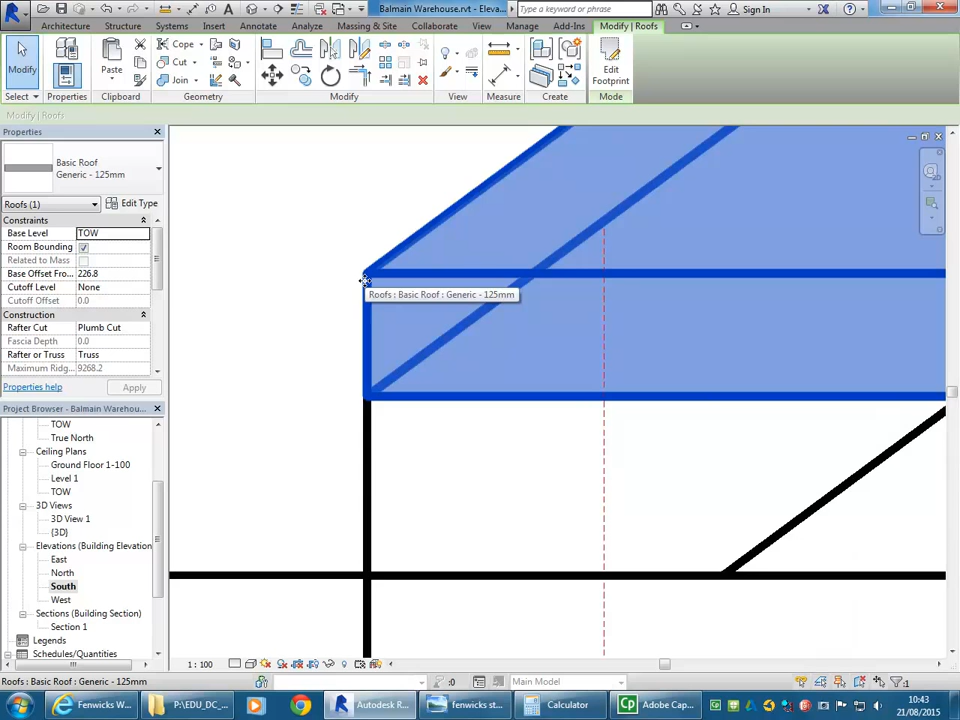 Balmain Warehouse.rvt - Eleva...
Type a keyword or phrase
Sign In
Architecture Structure Systems Insert Annotate Analyze Massing & Site Collaborate View Manage Add-Ins Modify | Roofs
Modify
Properties
Paste
Cope
Cut
Join
Edit
Footprint
Select Properties Clipboard Geometry Modify View Measure Create Mode
Modify | Roofs
Properties
Basic Roof
Generic - 125mm
Roofs (1)
Edit Type
Constraints
Base Level TOW
Room Bounding
Related to Mass
Base Offset Fro... 226.8
Cutoff Level None
Cutoff Offset 0.0
Construction
Rafter Cut Plumb Cut
Fascia Depth 0.0
Rafter or Truss Truss
Maximum Ridg... 9268.2
Properties help
Apply
Roofs : Basic Roof : Generic - 125mm
Project Browser - Balmain Warehou...
TOW
True North
Ceiling Plans
Ground Floor 1-100
Level 1
TOW
3D Views
3D View 1
{3D}
Elevations (Building Elevation
East
North
South
West
Sections (Building Section)
Section 1
Legends
Schedules/Quantities
1 : 100
Roofs : Basic Roof : Generic - 125mm
:0
Main Model
:1
Fenwicks W...
P:\EDU_DC_...
Autodesk R...
fenwicks st...
Calculator
Adobe Cap...
10:43
21/08/2015